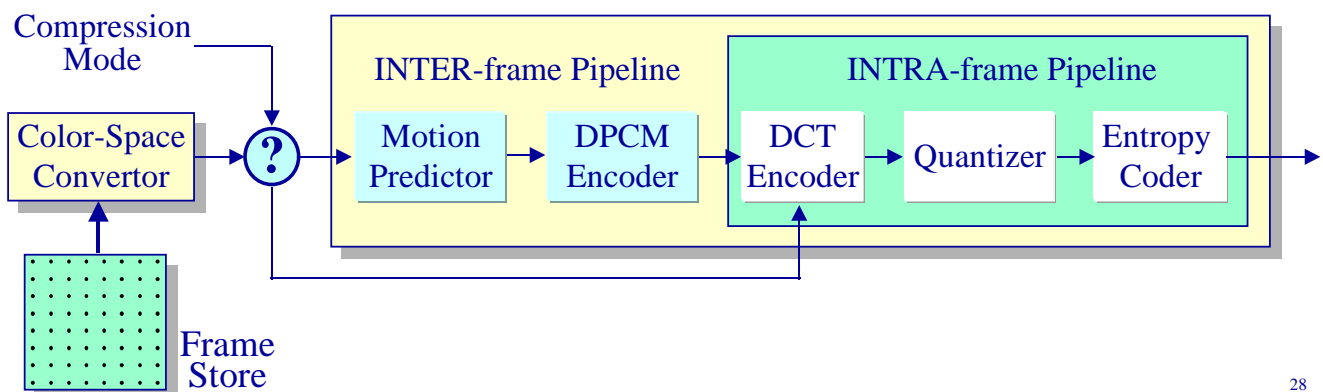 Compression
Mode
INTER-frame Pipeline
INTRA-frame Pipeline
Color-Space
Convertor
?
Motion
Predictor
DPCM
Encoder
DCT
Encoder
Quantizer
Entropy
Coder
Frame
Store
28